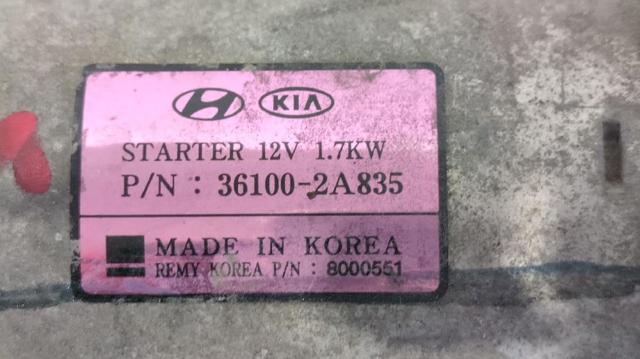 KIA
STARTER 12V 1.7KW
P/N : 36100-2A835
MADE IN KOREA
REMY KOREA P/N : 8000551